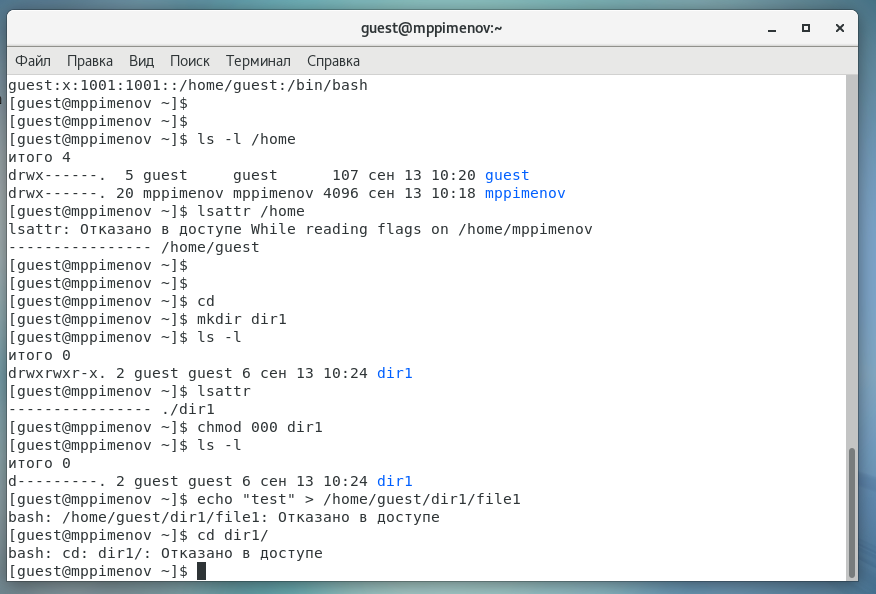 guest@mppimenov:~
Файл Правка Вид Поиск Терминал Справка
guest:x:1001:1001::/home/guest:/bin/bash
[guest@mppimenov ~]$
[guest@mppimenov ~]$
[guest@mppimenov ~]$ ls -l /home
итого 4
drwx------.  5 guest     guest      107 сен 13 10:20 guest
drwx------. 20 mppimenov mppimenov 4096 сен 13 10:18 mppimenov
[guest@mppimenov ~]$ lsattr /home
lsattr: Отказано в доступе While reading flags on /home/mppimenov
---------------- /home/guest
[guest@mppimenov ~]$
[guest@mppimenov ~]$
[guest@mppimenov ~]$ cd
[guest@mppimenov ~]$ mkdir dir1
[guest@mppimenov ~]$ ls -l
итого 0
drwxrwxr-x. 2 guest guest 6 сен 13 10:24 dir1
[guest@mppimenov ~]$ lsattr
---------------- ./dir1
[guest@mppimenov ~]$ chmod 000 dir1
[guest@mppimenov ~]$ ls -l
итого 0
d---------. 2 guest guest 6 сен 13 10:24 dir1
[guest@mppimenov ~]$ echo "test" > /home/guest/dir1/file1
bash: /home/guest/dir1/file1: Отказано в доступе
[guest@mppimenov ~]$ cd dir1/
bash: cd: dir1/: Отказано в доступе
[guest@mppimenov ~]$